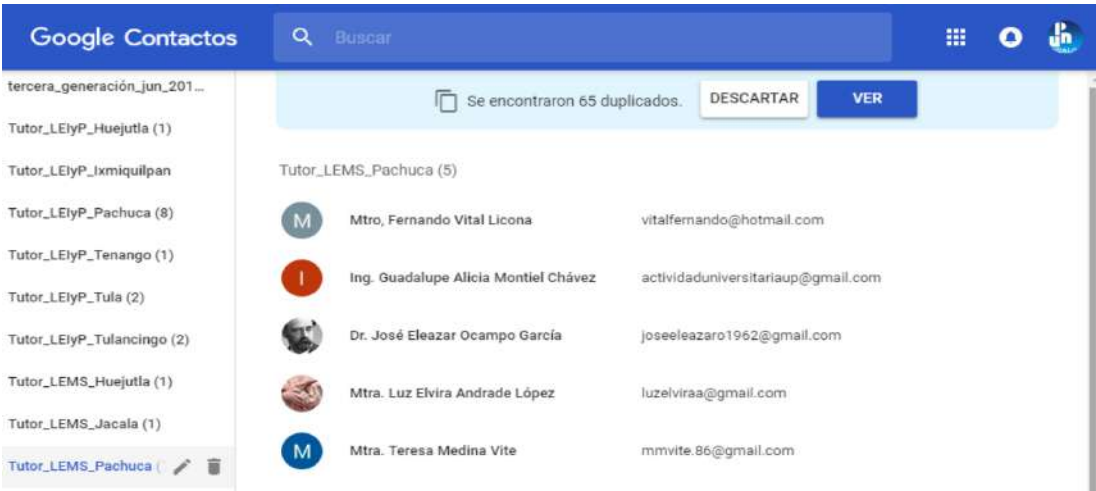 Google Contactos
Buscar
tercera_generación_jun_201...
Tutor_LEIyP_Huejutla (1)
Tutor_LEIyP_Ixmiquilpan
Tutor_LEIyP_Pachuca (8)
Tutor_LEIyP_Tenango (1)
Tutor_LEIyP_Tula (2)
Tutor_LEIyP_Tulancingo (2)
Tutor_LEMS_Huejutla (1)
Tutor_LEMS_Jacala (1)
Tutor_LEMS_Pachuca (
Se encontraron 65 duplicados. DESCARTAR VER
Tutor_LEMS_Pachuca (5)
M Mtro, Fernando Vital Licona vitalfernando@hotmail.com
I Ing. Guadalupe Alicia Montiel Chávez actividaduniversitariaup@gmail.com
Dr. José Eleazar Ocampo García joseeleazaro1962@gmail.com
Mtra. Luz Elvira Andrade López luzelviraa@gmail.com
M Mtra. Teresa Medina Vite mmvite.86@gmail.com